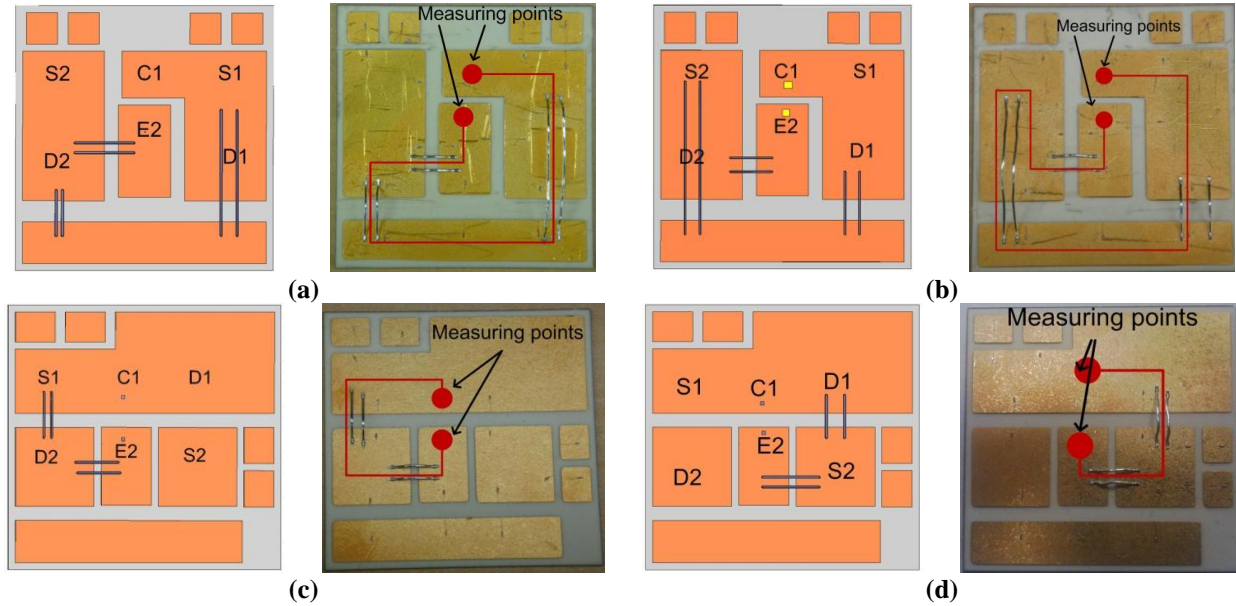 Measuring points
S2 C1 S1
E2
D2 D1
(a)
Measuring points
S2 C1 S1
E2
D2 D1
(b)
Measuring points
S1 C1 D1
D2 E2 S2
(c)
Measuring points
S1 C1 D1
E2
D2 S2
(d)